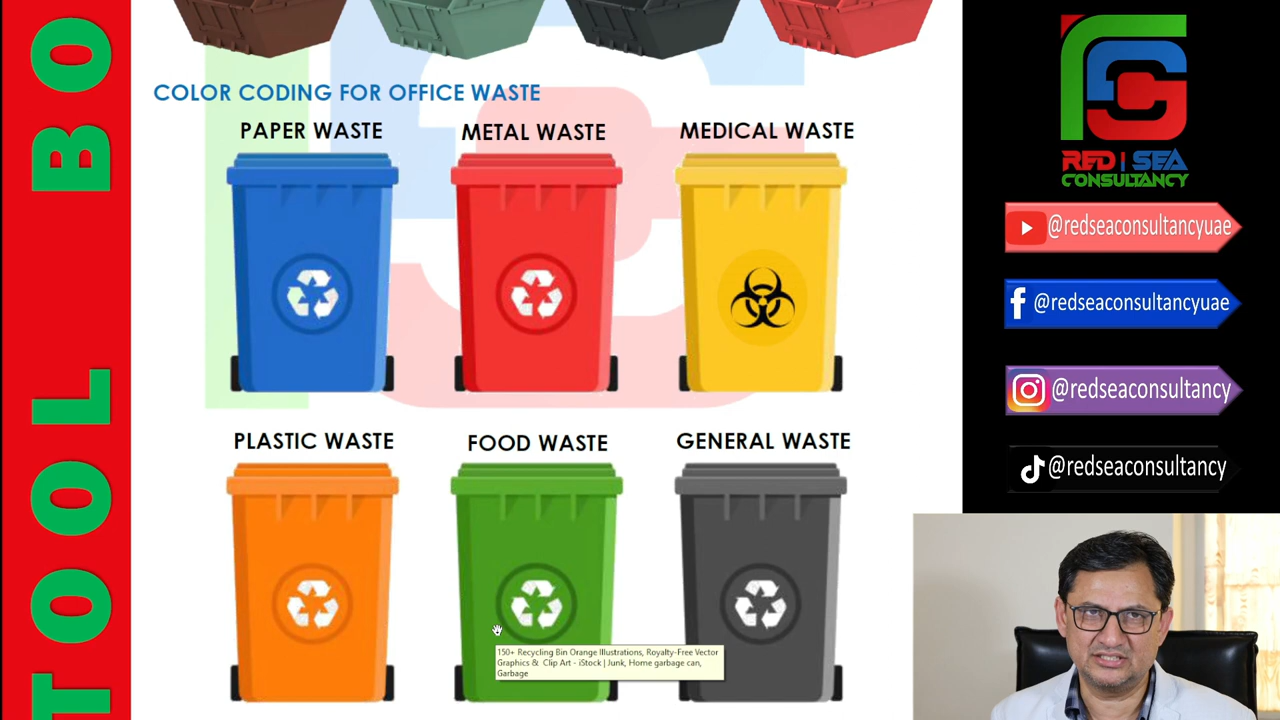 TOOL BO
COLOR CODING FOR OFFICE WASTE
PAPER WASTE
METAL WASTE
MEDICAL WASTE
PLASTIC WASTE
FOOD WASTE
GENERAL WASTE
150+ Recycling Bin Orange Illustrations, Royalty-Free Vector
Graphics & Clip Art - iStock | Junk, Home garbage can,
Garbage
RED | SEA
CONSULTANCY
@redseaconsultancyuae
@redseaconsultancyuae
@redseaconsultancy
@redseaconsultancy